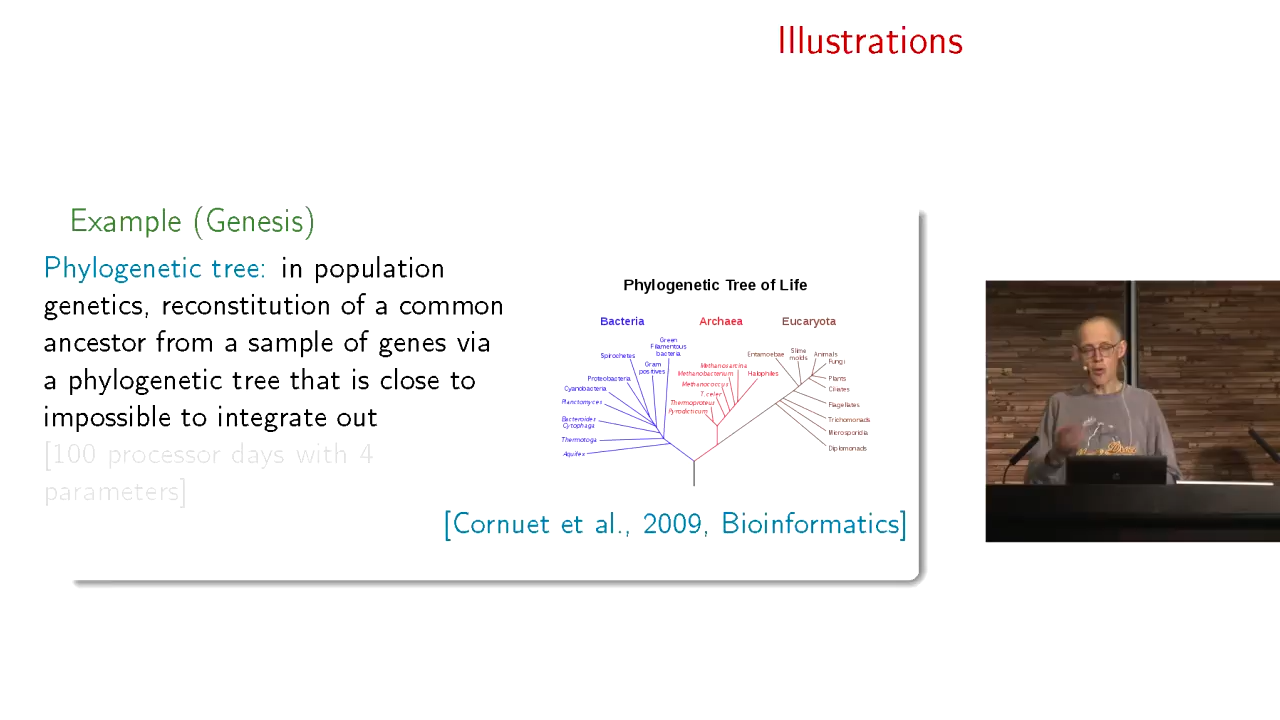 Illustrations
Example (Genesis)
Phylogenetic tree: in population
genetics, reconstitution of a common
ancestor from a sample of genes via
a phylogenetic tree that is close to
impossible to integrate out
[100 processor days with 4
parameters]
Phylogenetic Tree of Life
Bacteria Archaea Eucaryota
Green
Filamentous
bacteria
Spirochetes
Gram
positives
Proteobacteria
Cyanobacteria
Planctomyces
Bacteroides
Cytophaga
Thermotoga
Aquifex
Methanosarcina
Methanobacterium
Halophiles
Methanococcus
T.celer
Thermoproteus
Pyrodicticum
Entamoebae
Slime
molds
Animals
Fungi
Plants
Ciliates
Flagellates
Trichomonads
Microsporidia
Diplomonads
[Cornuet et al., 2009, Bioinformatics]